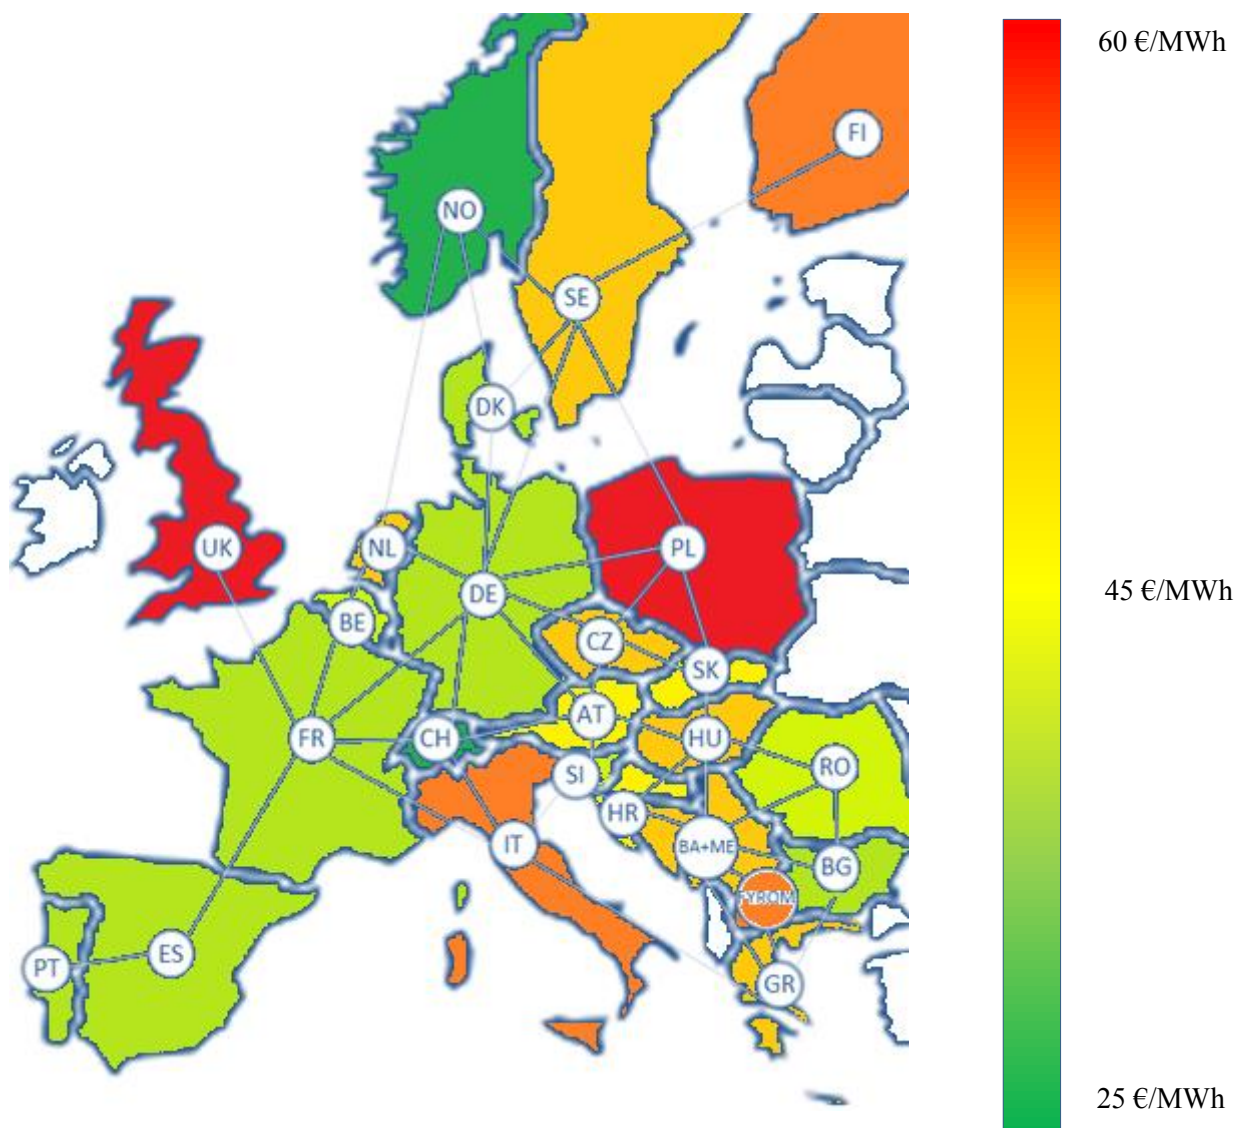 60 €/MWh
FI
NO
SE
DK
UK
NL
PL
45 €/MWh
DE
BE
CZ
SK
AT
FR
CH
HU
RO
SI
HR
IT
BA+ME
BG
FYROM
ES
PT
GR
25 €/MWh